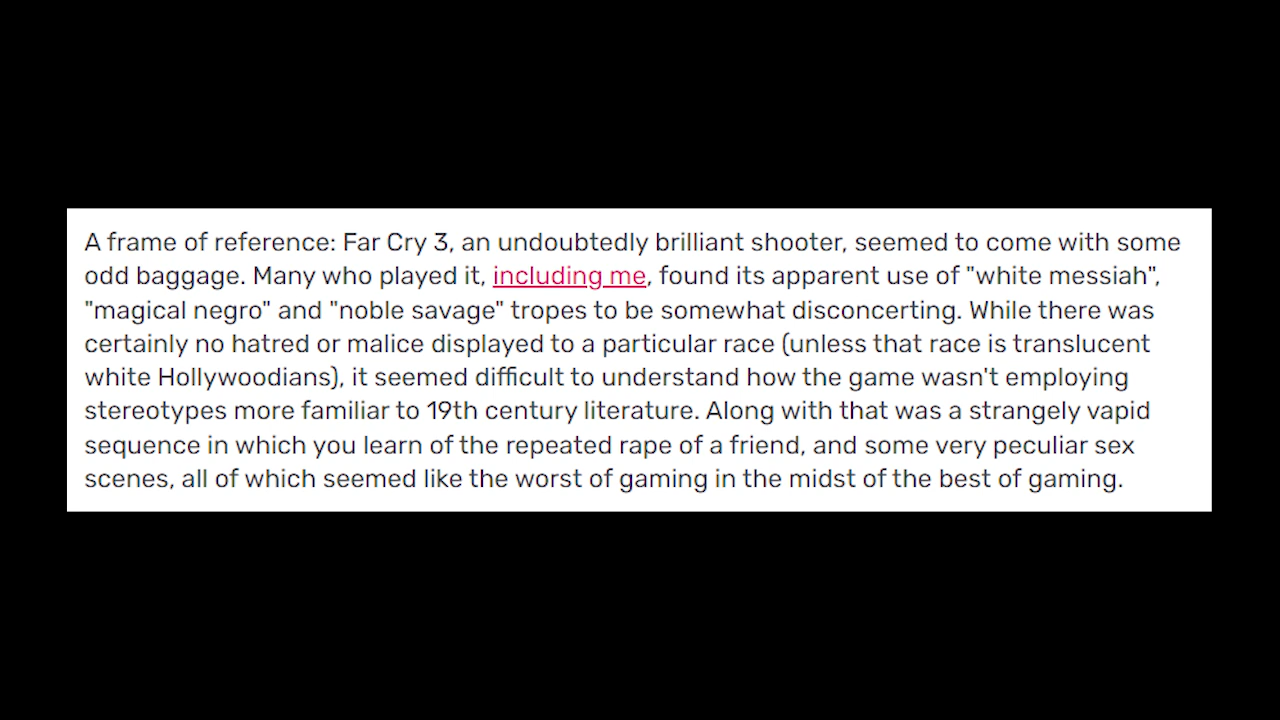 A frame of reference: Far Cry 3, an undoubtedly brilliant shooter, seemed to come with some
odd baggage. Many who played it, including me, found its apparent use of "white messiah",
"magical negro" and "noble savage" tropes to be somewhat disconcerting. While there was
certainly no hatred or malice displayed to a particular race (unless that race is translucent
white Hollywoodians), it seemed difficult to understand how the game wasn't employing
stereotypes more familiar to 19th century literature. Along with that was a strangely vapid
sequence in which you learn of the repeated rape of a friend, and some very peculiar sex
scenes, all of which seemed like the worst of gaming in the midst of the best of gaming.